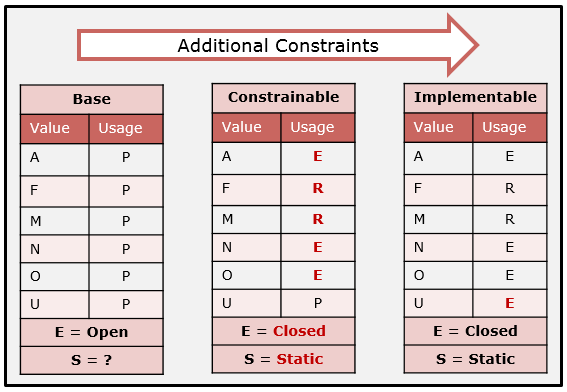 Additional Constraints
Base
Value Usage
A P
F P
M P
N P
O P
U P
E = Open
S = ?
Constrainable
Value Usage
A E
F R
M R
N E
O E
U P
E = Closed
S = Static
Implementable
Value Usage
A E
F R
M R
N E
O E
U E
E = Closed
S = Static